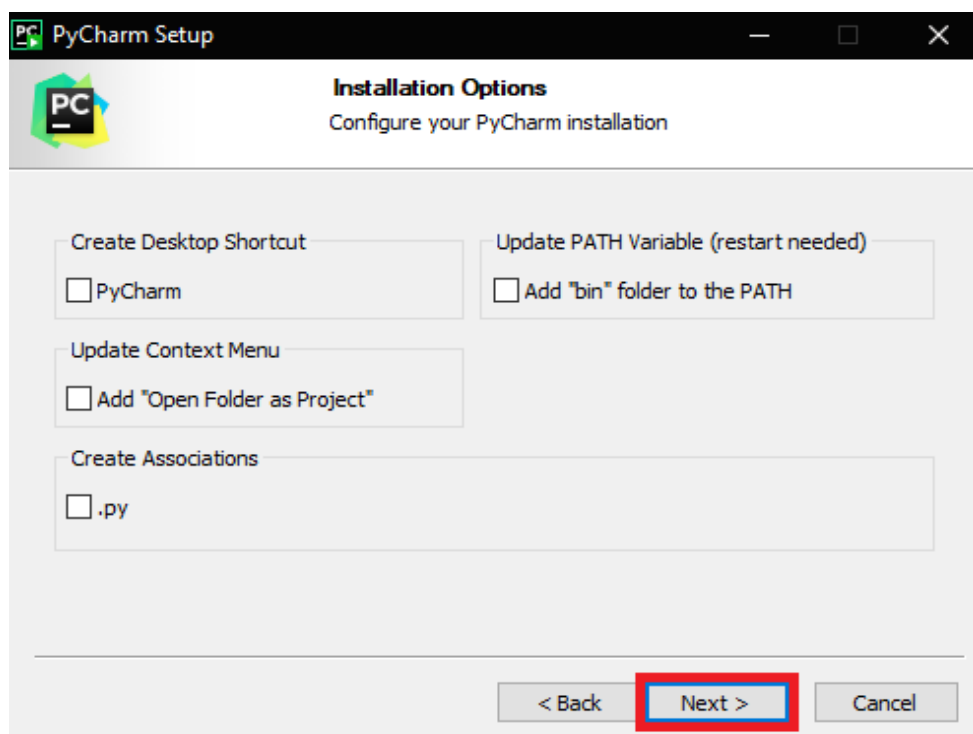 PC PyCharm Setup
PC
Installation Options
Configure your PyCharm installation
Create Desktop Shortcut
PyCharm
Update PATH Variable (restart needed)
Add "bin" folder to the PATH
Update Context Menu
Add "Open Folder as Project"
Create Associations
.py
< Back Next > Cancel